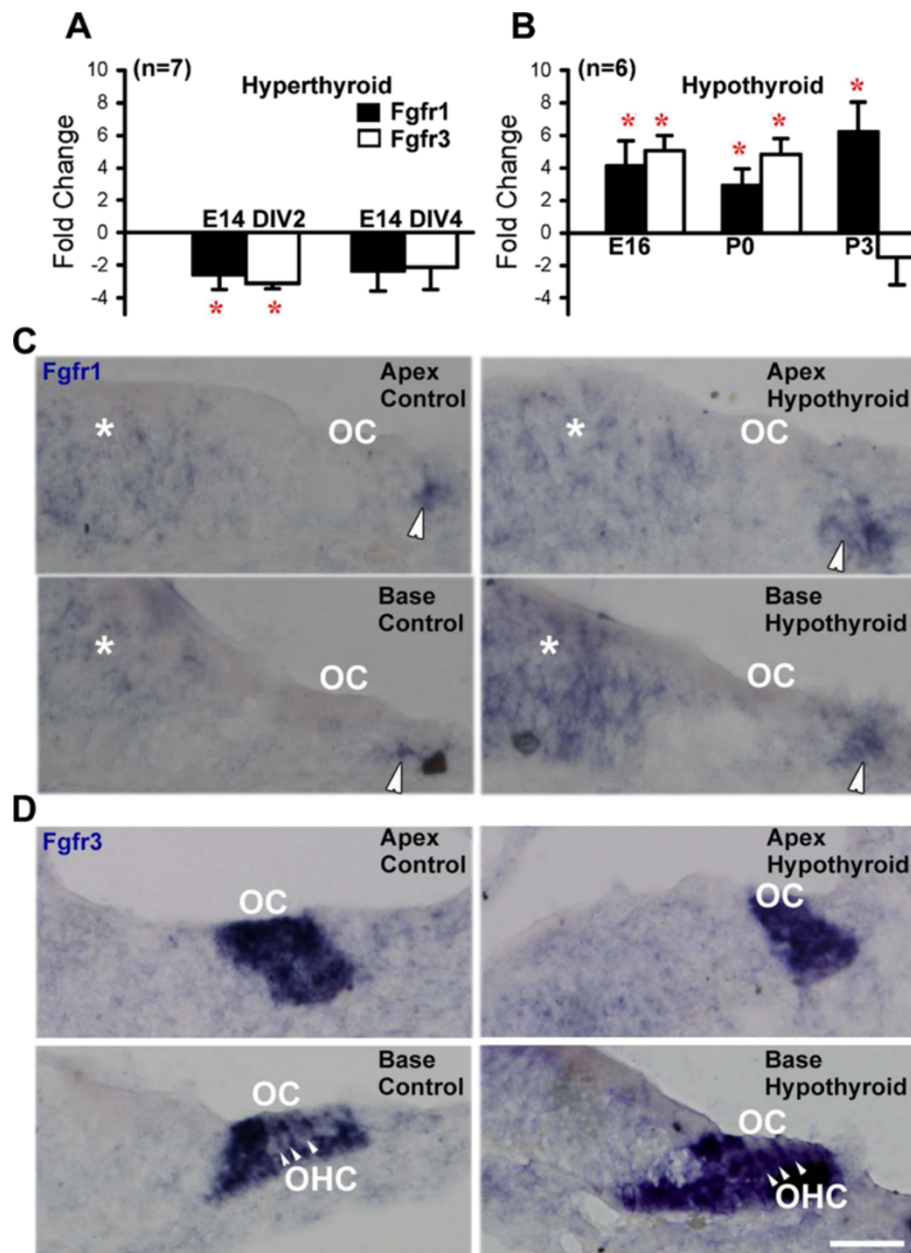 A
B
(n=7)
Hyperthyroid
Fgfr1
Fgfr3
Fold Change
10
8
6
4
2
0
-2
-4
E14 DIV2
E14 DIV4
*
*
(n=6)
Hypothyroid
Fold Change
10
8
6
4
2
0
-2
-4
*
*
*
*
*
E16
P0
P3
C
Fgfr1
Apex
Control
*
OC
Apex
Hypothyroid
*
OC
Base
Control
*
OC
Base
Hypothyroid
*
OC
D
Fgfr3
Apex
Control
OC
Apex
Hypothyroid
OC
Base
Control
OC
OHC
Base
Hypothyroid
OC
OHC